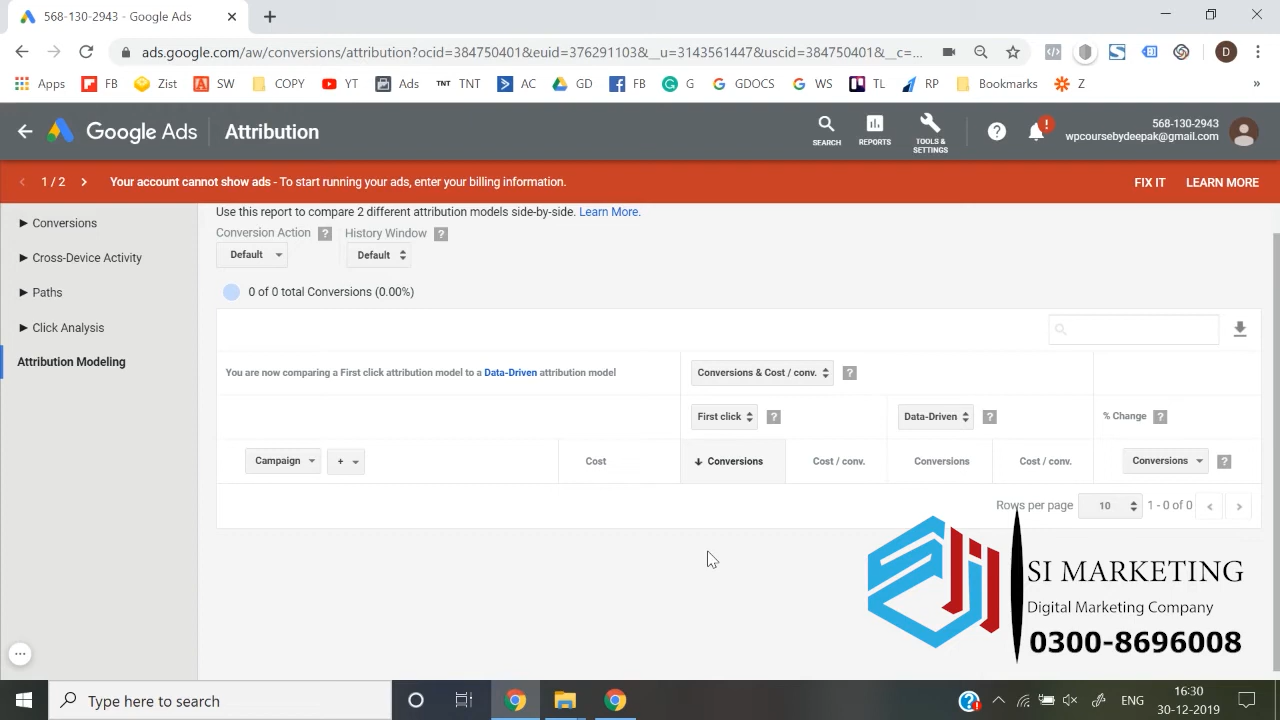 568-130-2943 - Google Ads
ads.google.com/aw/conversions/attribution?ocid=384750401&euid=376291103&__u=3143561447&uscid=384750401&__c=...
D
Apps FB Zist SW COPYY YT Ads TNT TNT AC GD FB G GDOCS WS TL RP Bookmarks Z »
Google Ads Attribution
SEARCH
REPORTS
TOOLS &
SETTINGS
568-130-2943
wpcoursebydeepak@gmail.com
1 / 2 Your account cannot show ads - To start running your ads, enter your billing information. FIX IT LEARN MORE
Conversions
Cross-Device Activity
Paths
Click Analysis
Attribution Modeling
Use this report to compare 2 different attribution models side-by-side. Learn More.
Conversion Action ? History Window ?
Default Default
0 of 0 total Conversions (0.00%)
You are now comparing a First click attribution model to a Data-Driven attribution model
Conversions & Cost / conv. ?
First click ? Data-Driven ? % Change ?
Campaign + Cost Conversions Cost / conv. Conversions Cost / conv. Conversions ?
Rows per page 10 1 - 0 of 0
SI MARKETING
Digital Marketing Company
0300-8696008
Type here to search
ENG
16:30
30-12-2019